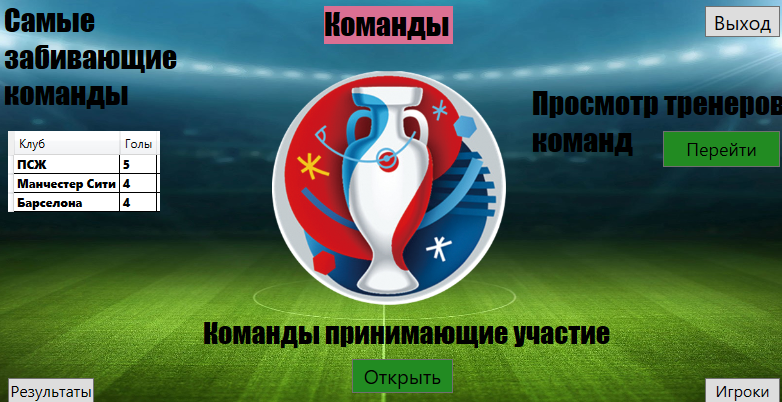 Самые
забивающие
команды
Команды
Выход
Клуб Голы
ПСЖ 5
Манчестер Сити 4
Барселона 4
Просмотр тренеров
команд
Перейти
Команды принимающие участие
Открыть
Результаты
Игроки